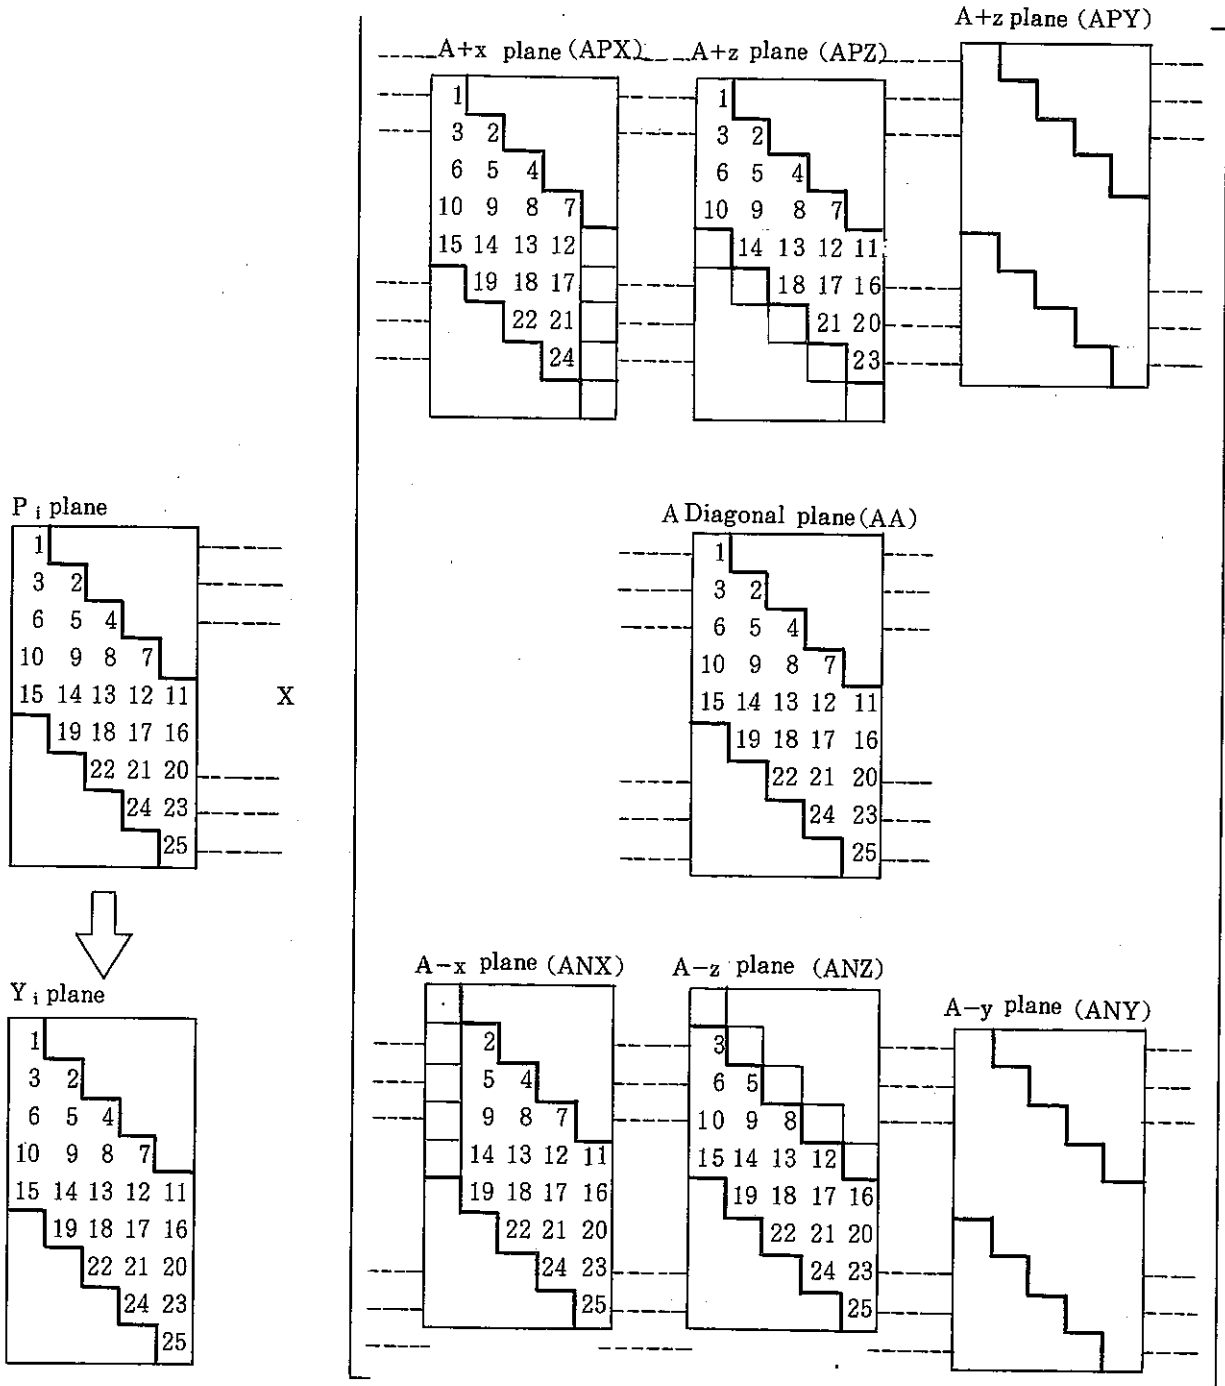 A+z plane (APY)
A+x plane (APX)
A+z plane (APZ)
1
3 2
6 5 4
10 9 8 7
15 14 13 12
19 18 17
22 21
24
1
3 2
6 5 4
10 9 8 7
14 13 12 11
18 17 16
21 20
23
P i plane
1
3 2
6 5 4
10 9 8 7
15 14 13 12 11
19 18 17 16
22 21 20
24 23
25
X
A Diagonal plane (AA)
1
3 2
6 5 4
10 9 8 7
15 14 13 12 11
19 18 17 16
22 21 20
24 23
25
Y i plane
1
3 2
6 5 4
10 9 8 7
15 14 13 12 11
19 18 17 16
22 21 20
24 23
25
A−x plane (ANX)
2
5 4
9 8 7
14 13 12 11
19 18 17 16
22 21 20
24 23
25
A−z plane (ANZ)
3
6 5
10 9 8
15 14 13 12
19 18 17 16
22 21 20
24 23
25
A−y plane (ANY)